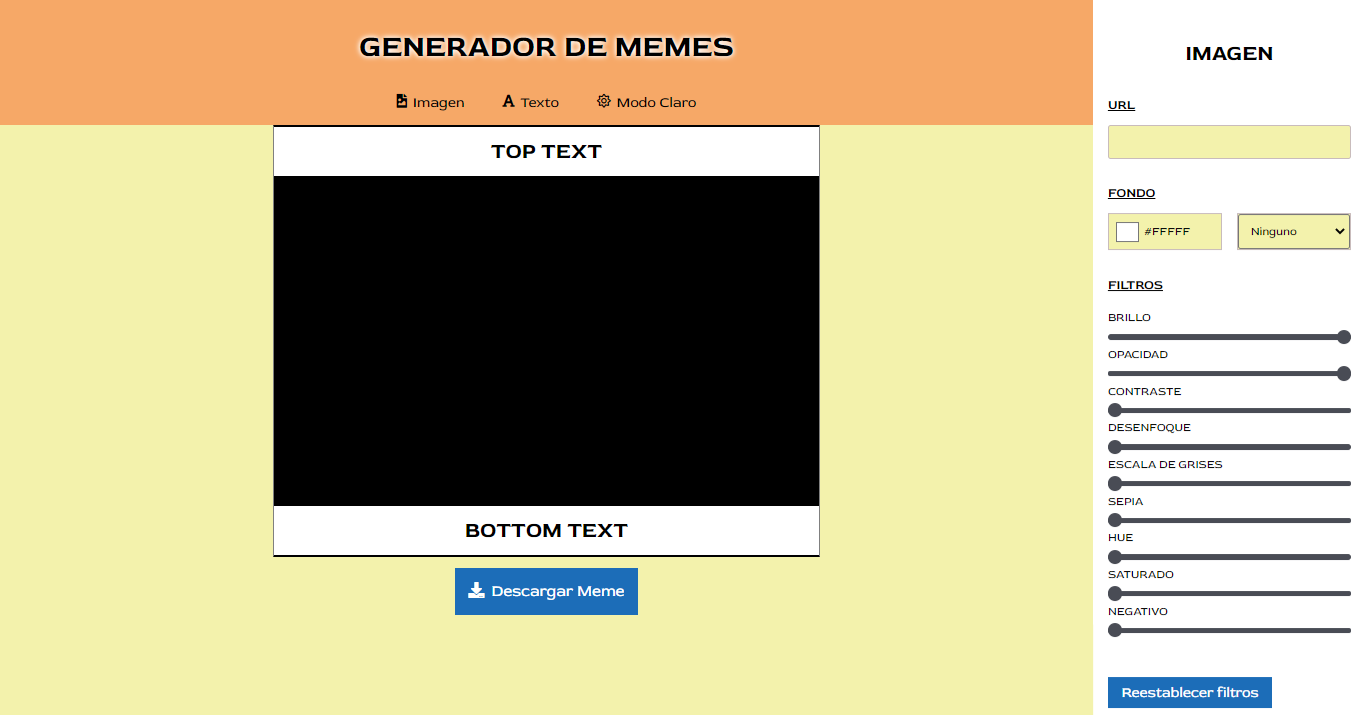 GENERADOR DE MEMES
Imagen
Texto
Modo Claro
TOP TEXT
BOTTOM TEXT
Descargar Meme
IMAGEN
URL
FONDO
#FFFFF
Ninguno
FILTROS
BRILLO
OPACIDAD
CONTRASTE
DESENFOQUE
ESCALA DE GRISES
SEPIA
HUE
SATURADO
NEGATIVO
Reestablecer filtros